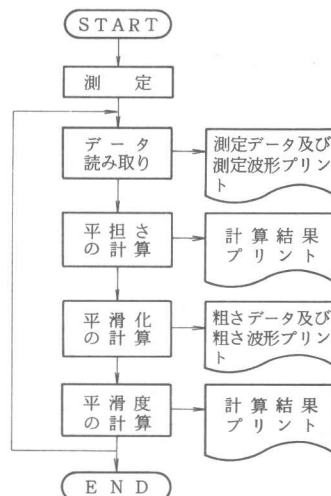 START
測定
データ
読み取り
測定データ及び
測定波形プリン
ト
平担さ
の計算
計算結果
プリント
平滑化
の計算
粗さデータ及び
粗さ波形プリン
ト
平滑度
の計算
計算結果
プリント
END